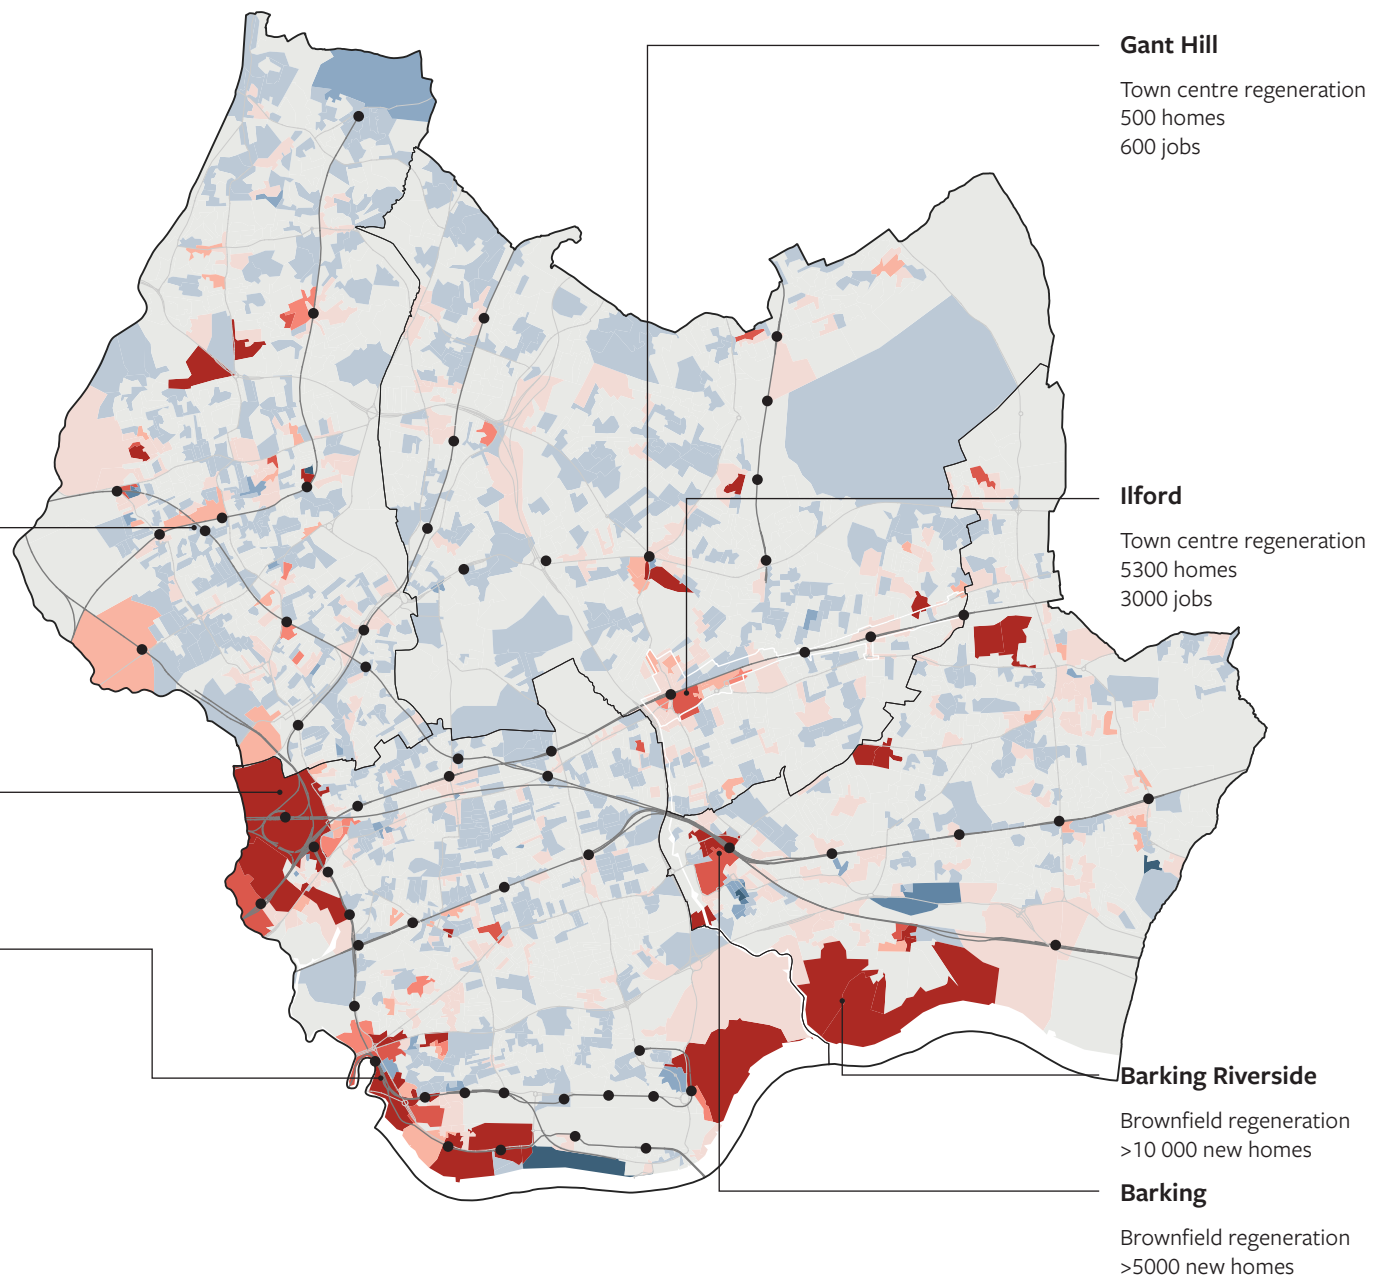 Gant Hill
Town centre regeneration
500 homes
600 jobs
Ilford
Town centre regeneration
5300 homes
3000 jobs
Barking Riverside
Brownfield regeneration
>10 000 new homes
Barking
Brownfield regeneration
>5000 new homes